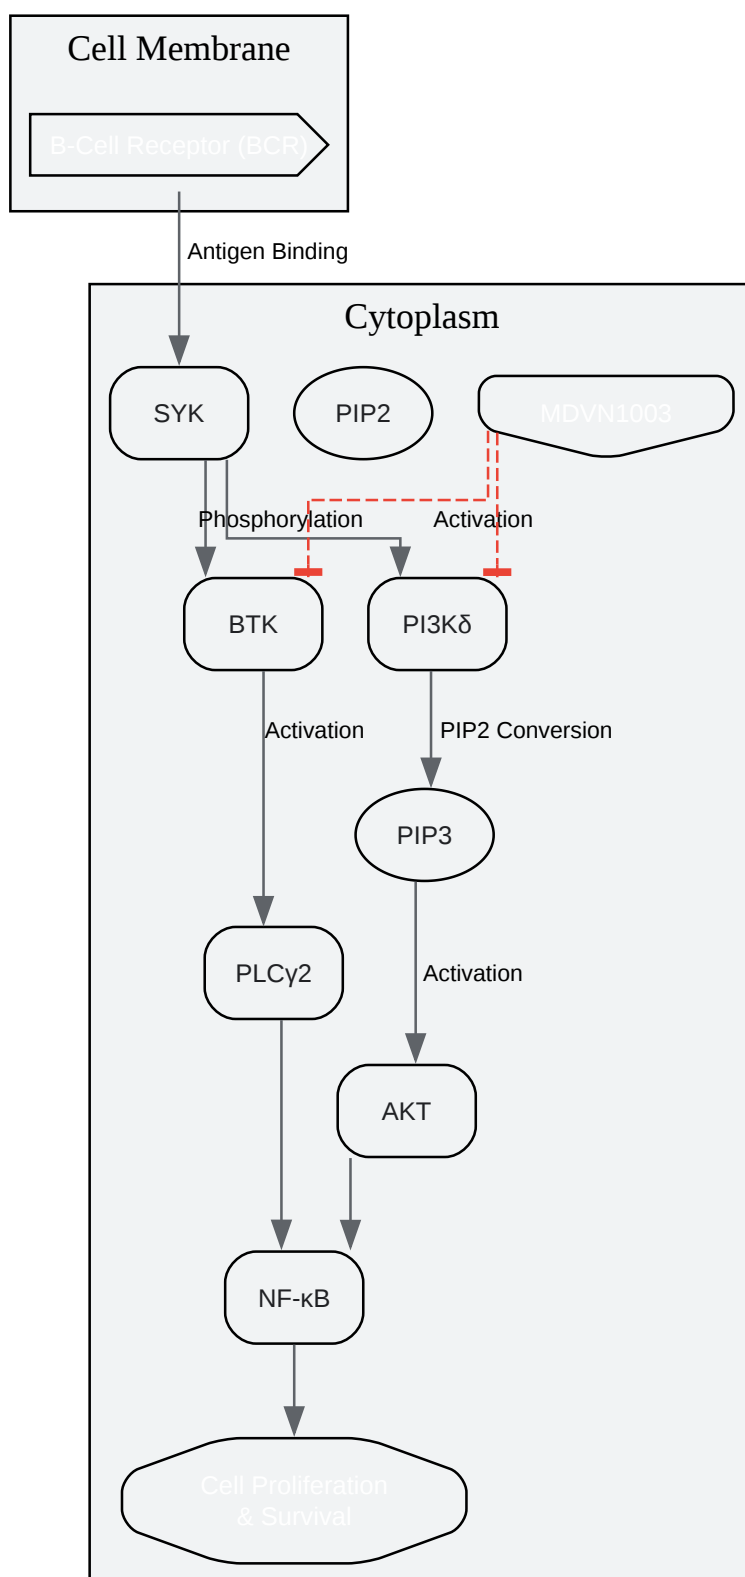 Cell Membrane
B-Cell Receptor (BCR)
Antigen Binding
Cytoplasm
SYK
PIP2
MDVN1003
Phosphorylation
Activation
BTK
PI3Kδ
Activation
PIP2 Conversion
PIP3
PLCγ2
Activation
AKT
NF-κB
Cell Proliferation
& Survival